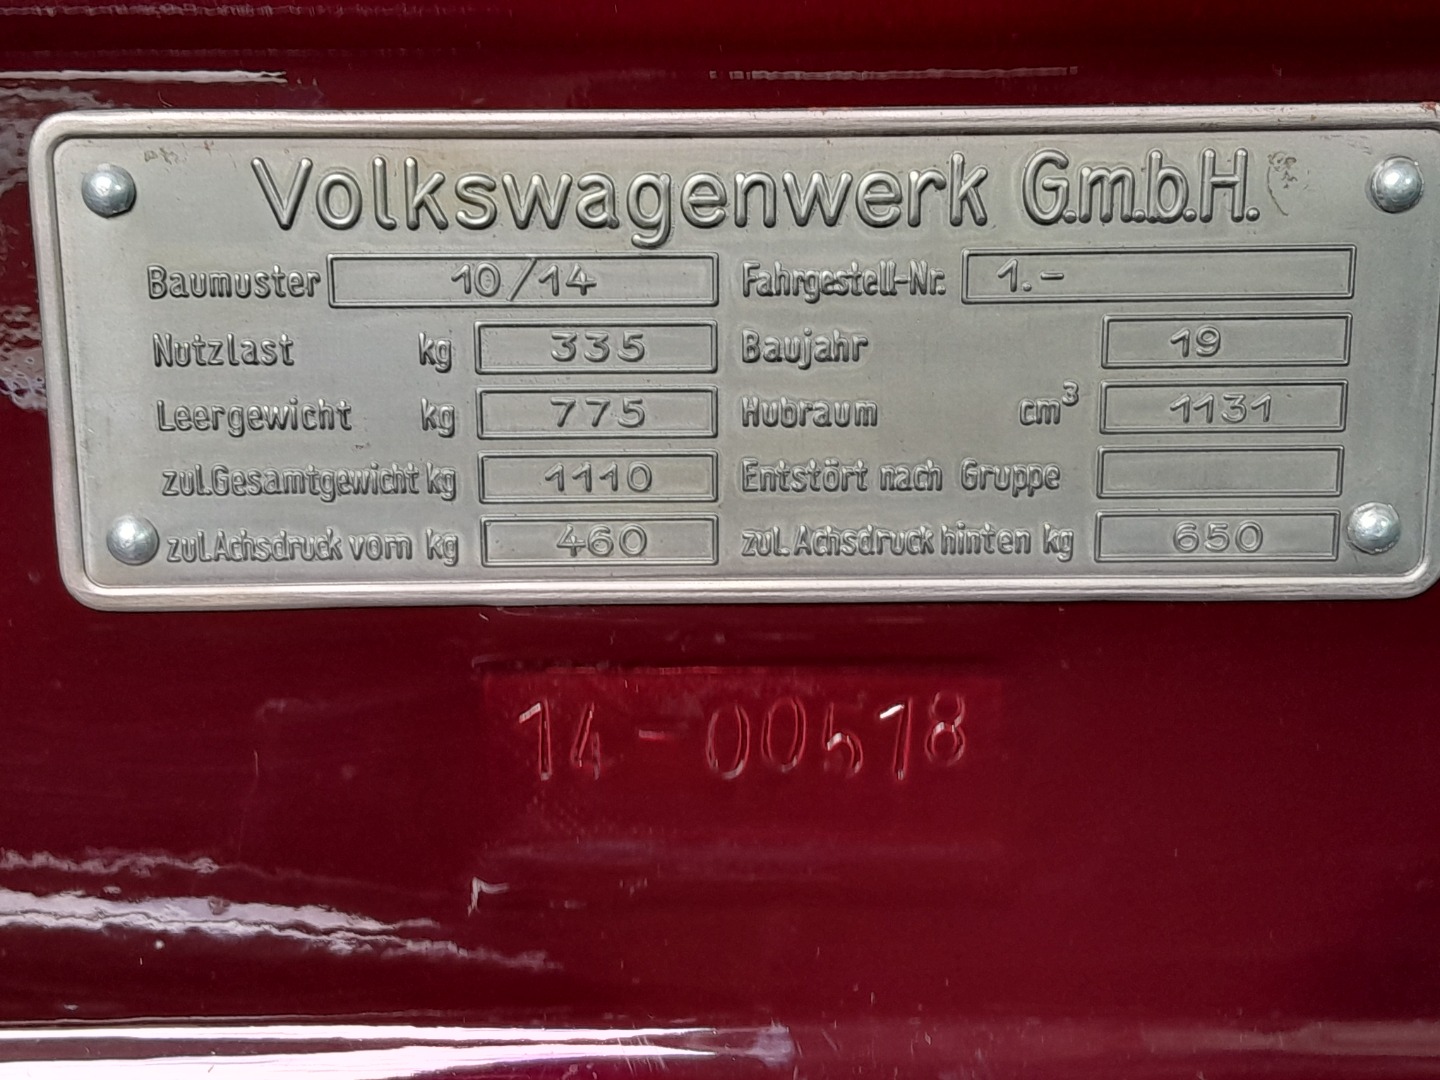 Volkswagenwerk G.m.b.H.
Baumuster 10/14 Fahrgestell-Nr. 1.-
Nutzlast kg 335 Baujahr 19
Leergewicht kg 775 Hubraum cm³ 1131
zul.Gesamtgewicht kg 1110 Entstört nach Gruppe
zul.Achsdruck vorn kg 460 zul.Achsdruck hinten kg 650
14-00518